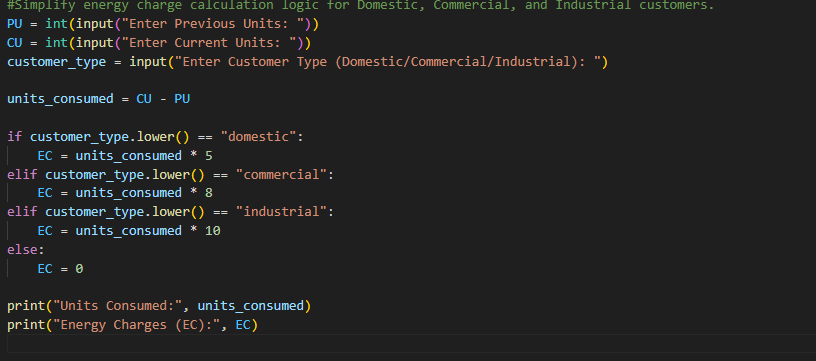 #Simplify energy charge calculation logic for Domestic, Commercial, and Industrial customers.
PU = int(input("Enter Previous Units: "))
CU = int(input("Enter Current Units: "))
customer_type = input("Enter Customer Type (Domestic/Commercial/Industrial): ")
units_consumed = CU - PU
if customer_type.lower() == "domestic":
    EC = units_consumed * 5
elif customer_type.lower() == "commercial":
    EC = units_consumed * 8
elif customer_type.lower() == "industrial":
    EC = units_consumed * 10
else:
    EC = 0
print("Units Consumed:", units_consumed)
print("Energy Charges (EC):", EC)